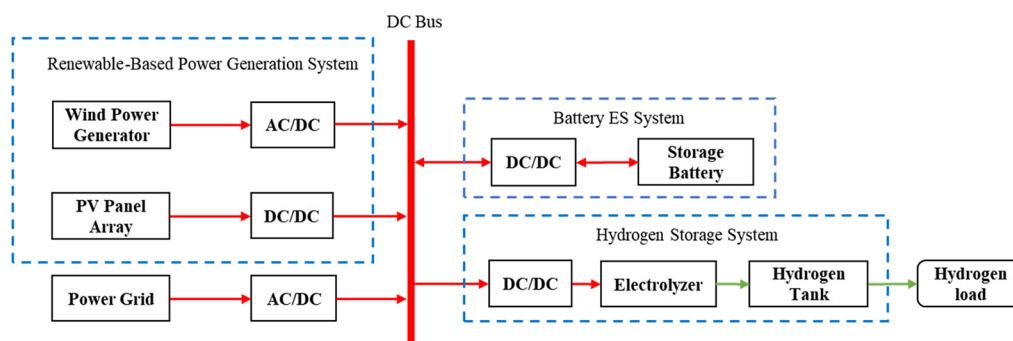 DC Bus
Renewable-Based Power Generation System
Wind Power
Generator
AC/DC
PV Panel
Array
DC/DC
Power Grid
AC/DC
Battery ES System
DC/DC
Storage
Battery
Hydrogen Storage System
DC/DC
Electrolyzer
Hydrogen
Tank
Hydrogen
load